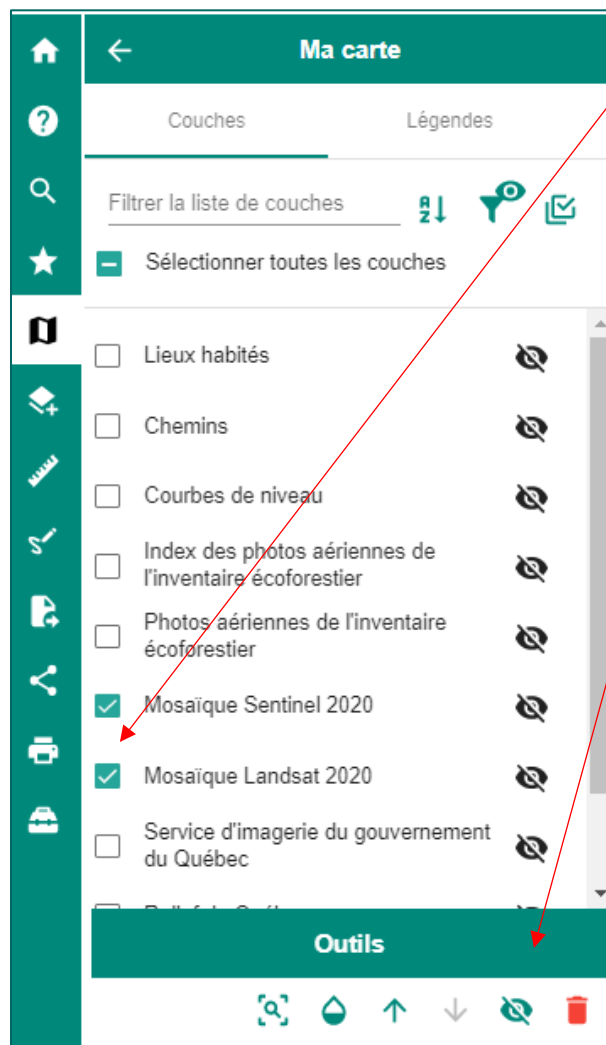 Ma carte
Couches
Légendes
Filtrer la liste de couches
Sélectionner toutes les couches
Lieux habités
Chemins
Courbes de niveau
Index des photos aériennes de
l'inventaire écoforestier
Photos aériennes de l'inventaire
écoforestier
Mosaïque Sentinel 2020
Mosaïque Landsat 2020
Service d'imagerie du gouvernement
du Québec
Outils